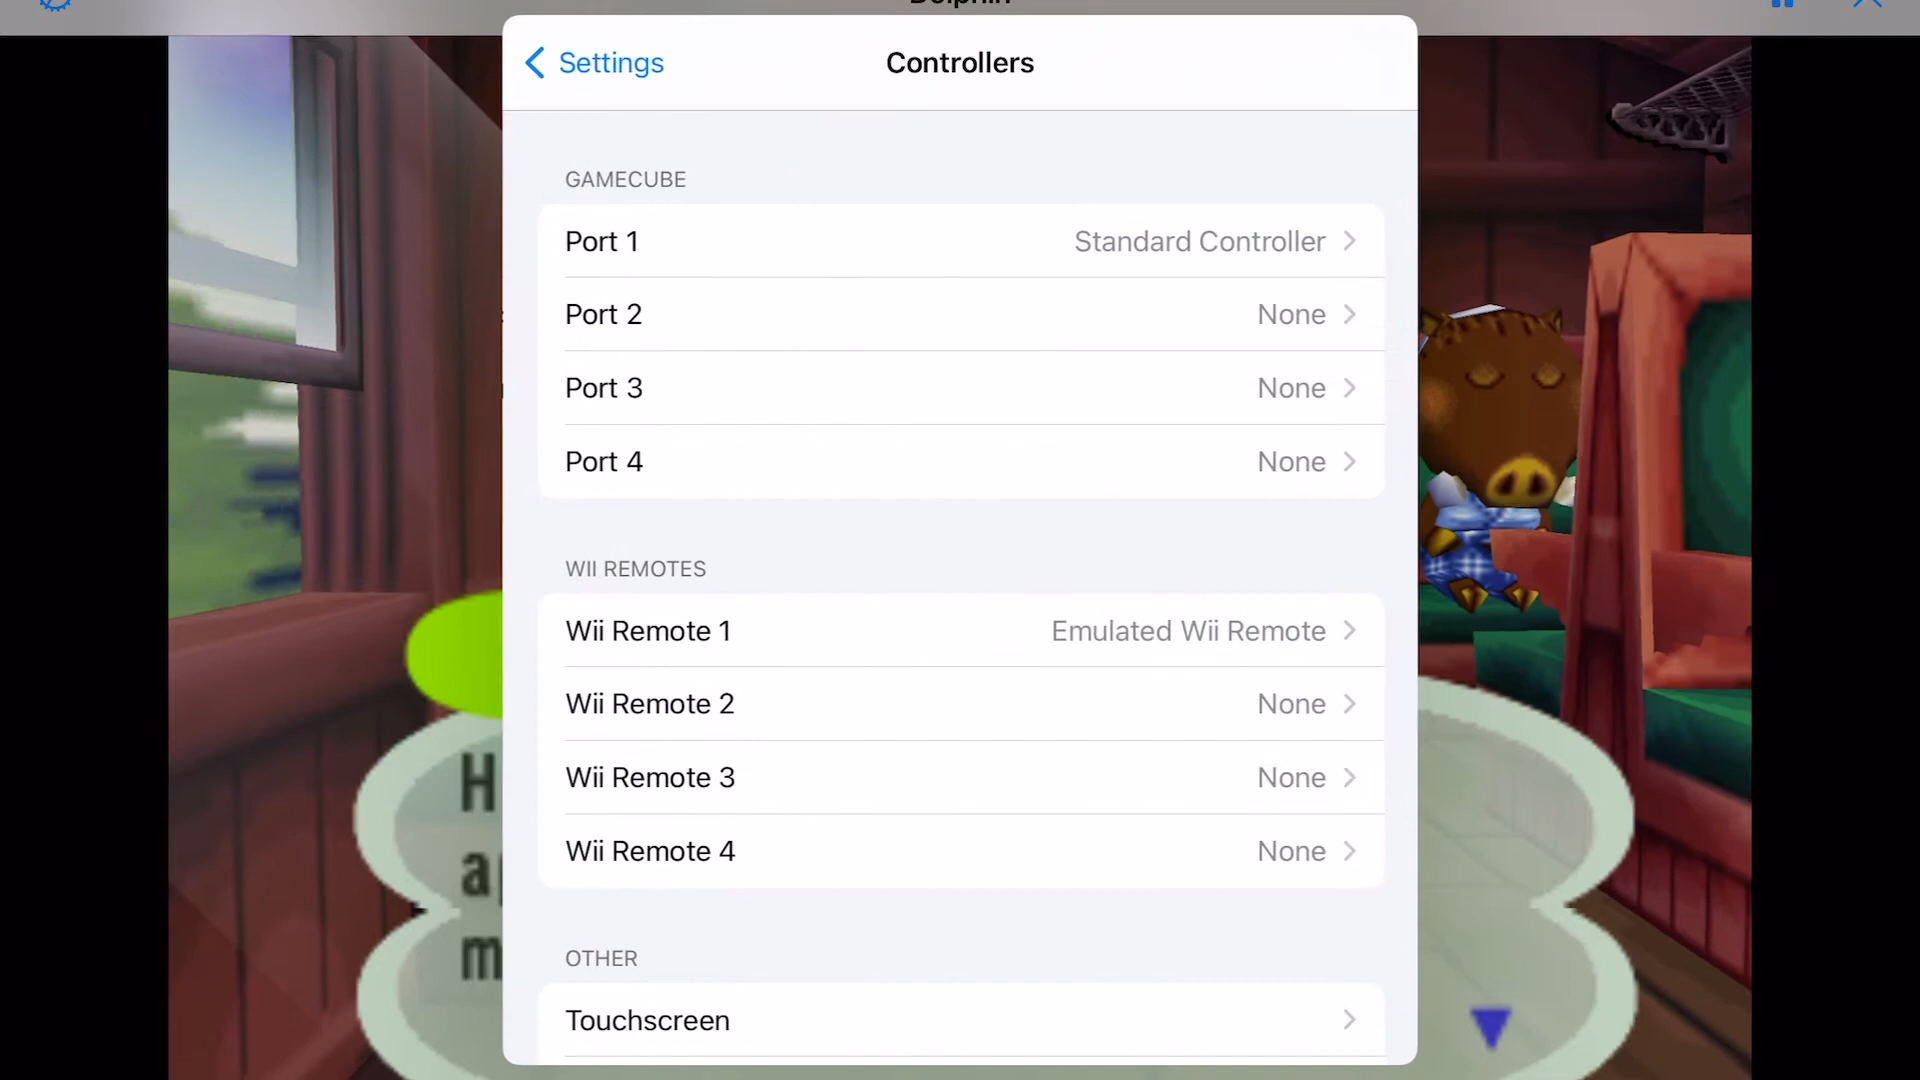 Dolphin
Settings
Controllers
GAMECUBE
Port 1
Standard Controller
Port 2
None
Port 3
None
Port 4
None
WII REMOTES
Wii Remote 1
Emulated Wii Remote
Wii Remote 2
None
Wii Remote 3
None
Wii Remote 4
None
OTHER
Touchscreen